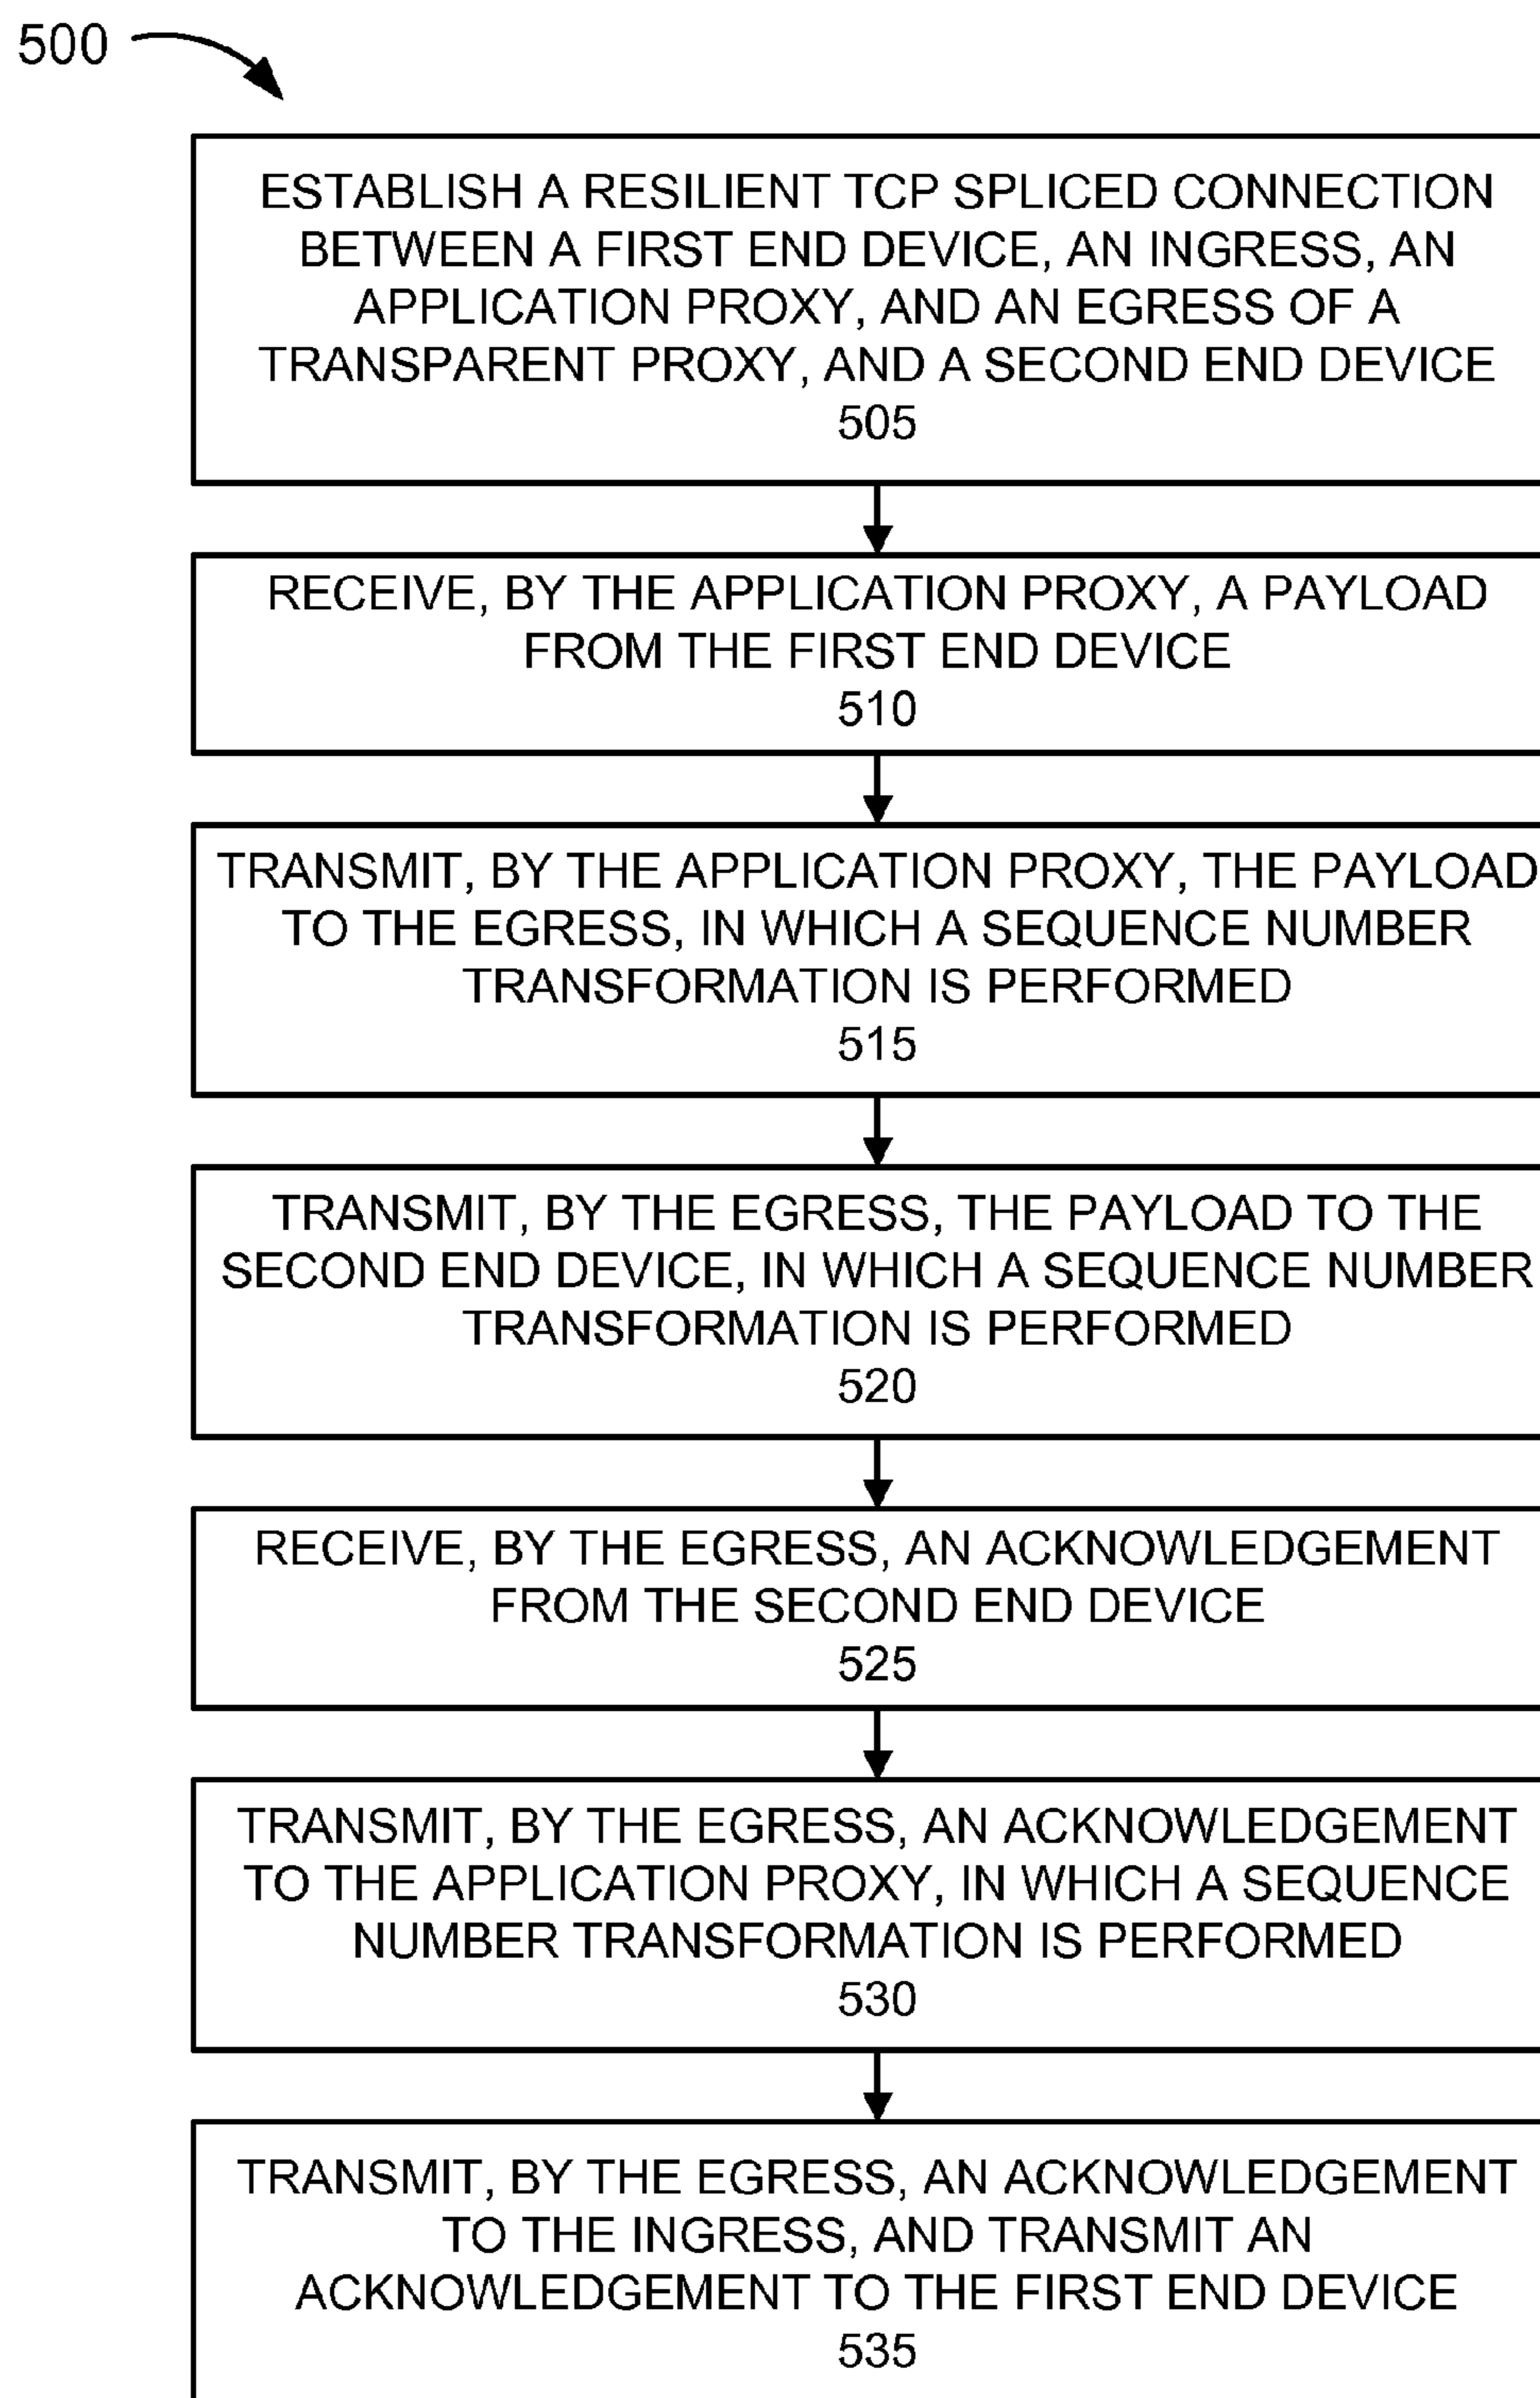 500
ESTABLISH A RESILIENT TCP SPLICED CONNECTION
BETWEEN A FIRST END DEVICE, AN INGRESS, AN
APPLICATION PROXY, AND AN EGRESS OF A
TRANSPARENT PROXY, AND A SECOND END DEVICE
505
RECEIVE, BY THE APPLICATION PROXY, A PAYLOAD
FROM THE FIRST END DEVICE
510
TRANSMIT, BY THE APPLICATION PROXY, THE PAYLOAD
TO THE EGRESS, IN WHICH A SEQUENCE NUMBER
TRANSFORMATION IS PERFORMED
515
TRANSMIT, BY THE EGRESS, THE PAYLOAD TO THE
SECOND END DEVICE, IN WHICH A SEQUENCE NUMBER
TRANSFORMATION IS PERFORMED
520
RECEIVE, BY THE EGRESS, AN ACKNOWLEDGEMENT
FROM THE SECOND END DEVICE
525
TRANSMIT, BY THE EGRESS, AN ACKNOWLEDGEMENT
TO THE APPLICATION PROXY, IN WHICH A SEQUENCE
NUMBER TRANSFORMATION IS PERFORMED
530
TRANSMIT, BY THE EGRESS, AN ACKNOWLEDGEMENT
TO THE INGRESS, AND TRANSMIT AN
ACKNOWLEDGEMENT TO THE FIRST END DEVICE
535